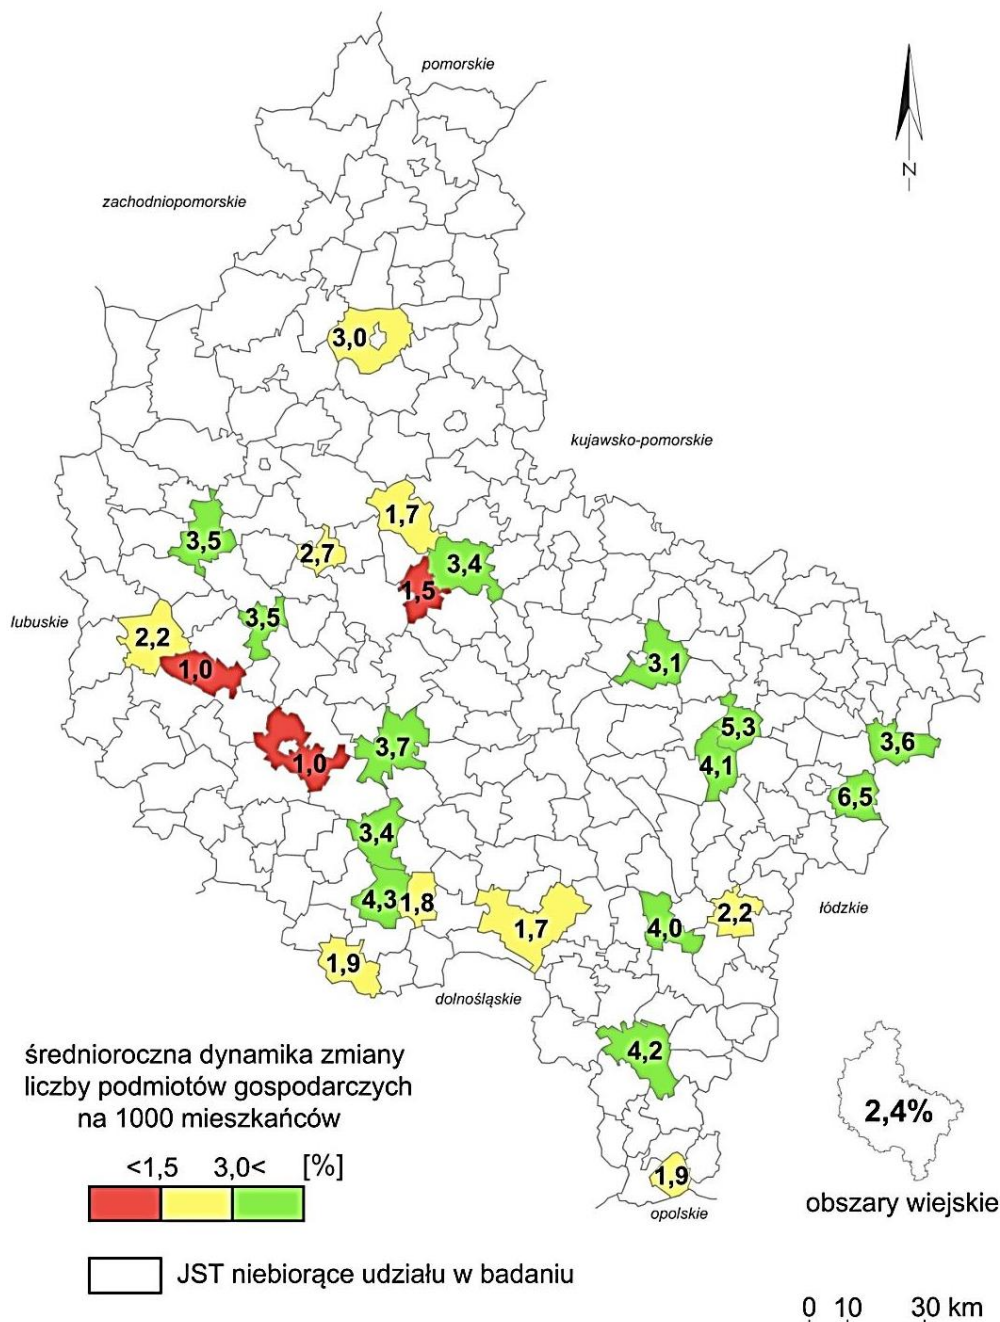 pomorskie
N
zachodniopomorskie
3,0
kujawsko-pomorskie
1,7
3,5
2,7
3,4
1,5
3,5
lubuskie
2,2
3,1
1,0
5,3
3,7
3,6
1,0
4,1
6,5
3,4
4,3
1,8
2,2
łódzkie
1,7
4,0
1,9
dolnośląskie
średnioroczna dynamika zmiany
liczby podmiotów gospodarczych
na 1000 mieszkańców
4,2
2,4%
<1,5 3,0< [%]
1,9
obszary wiejskie
opolskie
JST niebiorące udziału w badaniu
0 10 30 km